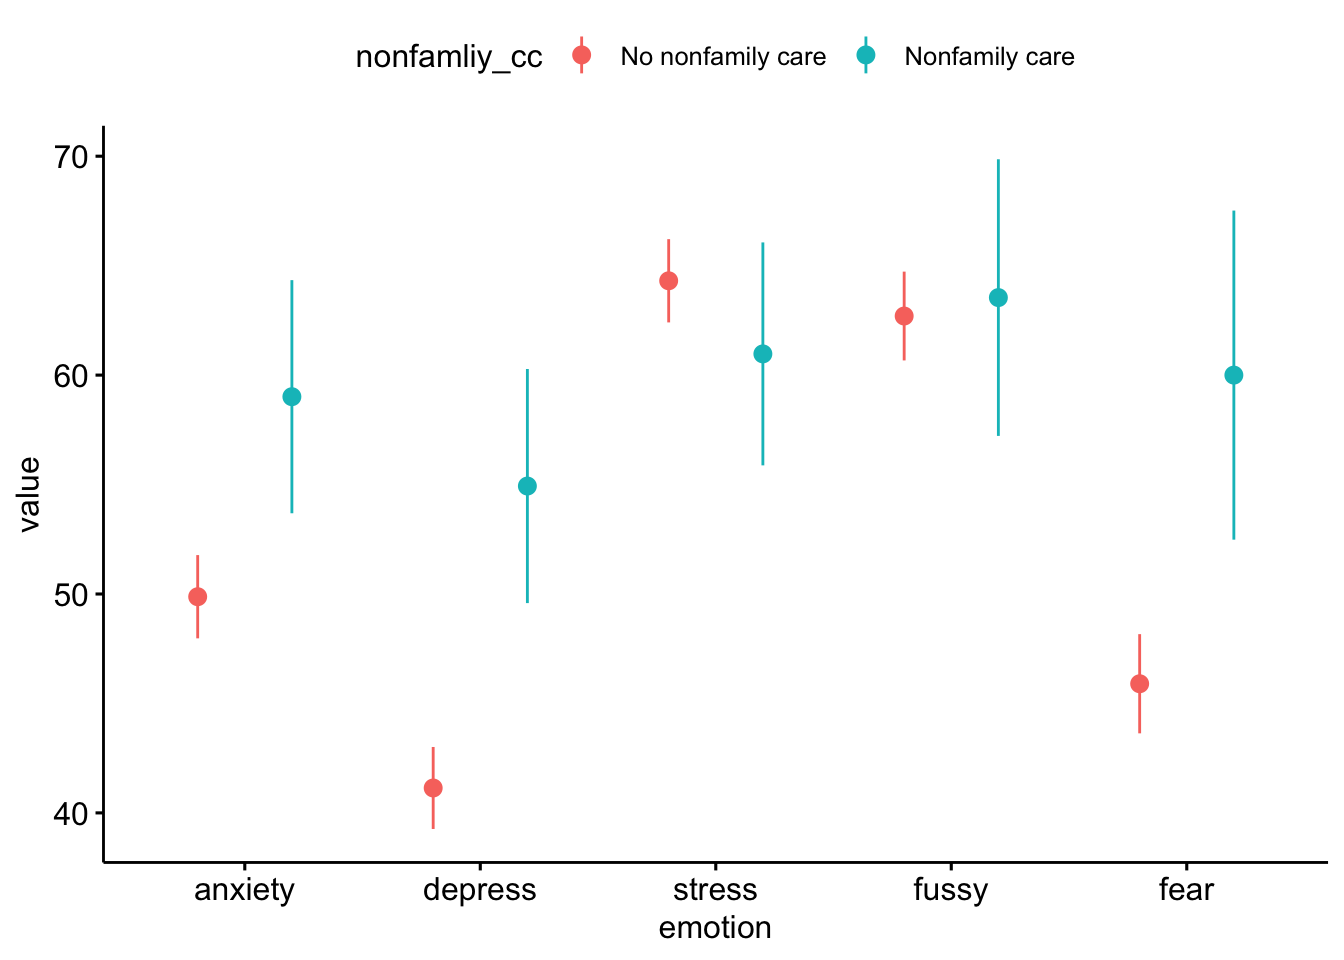 nonfamliy_cc No nonfamily care Nonfamily care
70
60
50
40
value
anxiety depress stress fussy fear
emotion